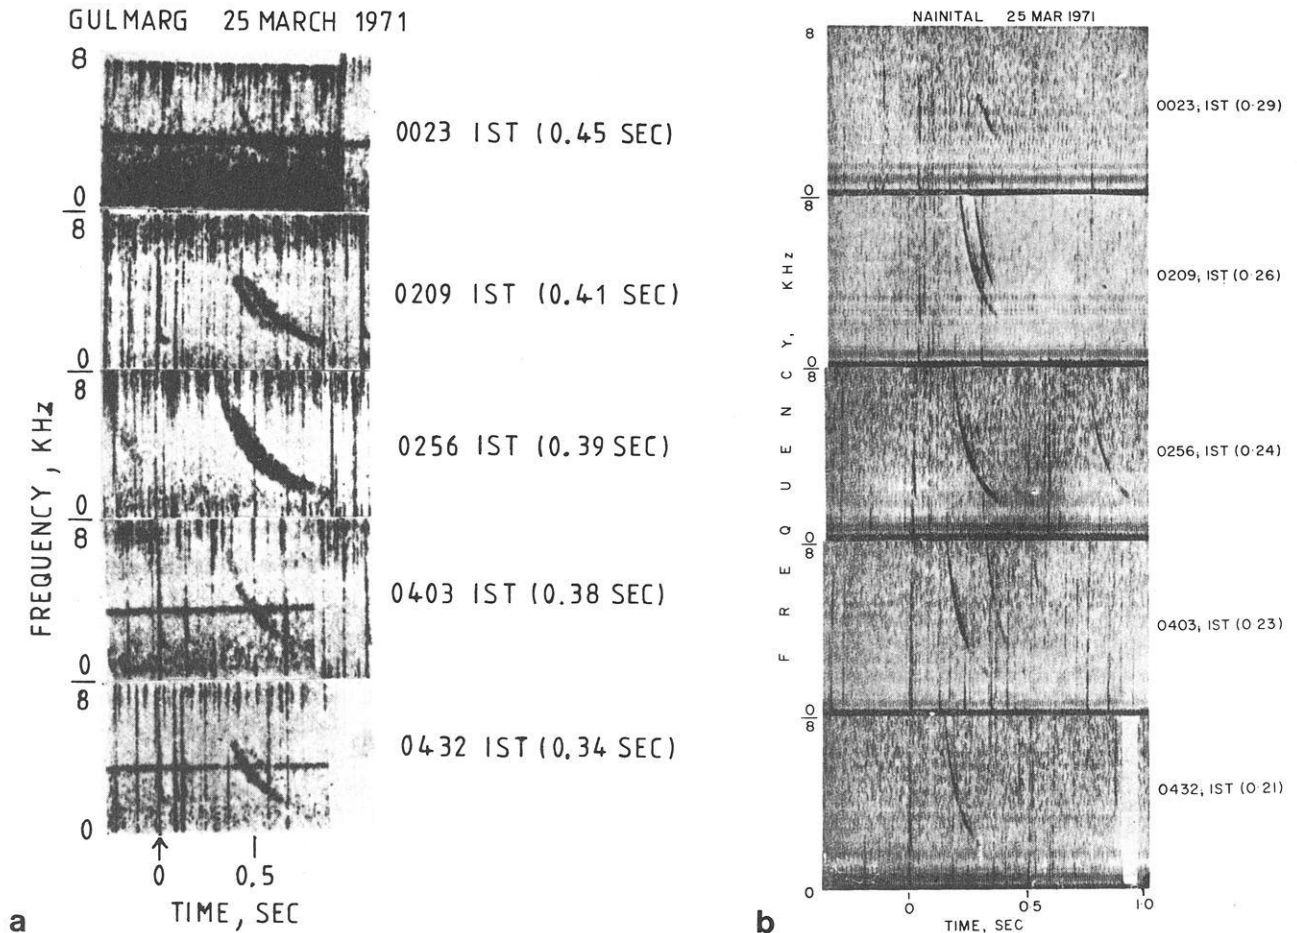 GULMARG 25 MARCH 1971
8
0023 IST (0.45 SEC)
0
8
0209 IST (0.41 SEC)
0
8
0256 IST (0.39 SEC)
0
8
0403 IST (0.38 SEC)
0
8
0432 IST (0.34 SEC)
0
FREQUENCY, KHz
0 0.5
TIME, SEC
a
NAINITAL 25 MAR 1971
8
0023, IST (0·29)
0
8
0209, IST (0·26)
0
8
0256, IST (0·24)
0
8
0403, IST (0·23)
0
8
0432, IST (0·21)
0
FREQUENCY, KHz
0 0·5 1·0
TIME, SEC
b